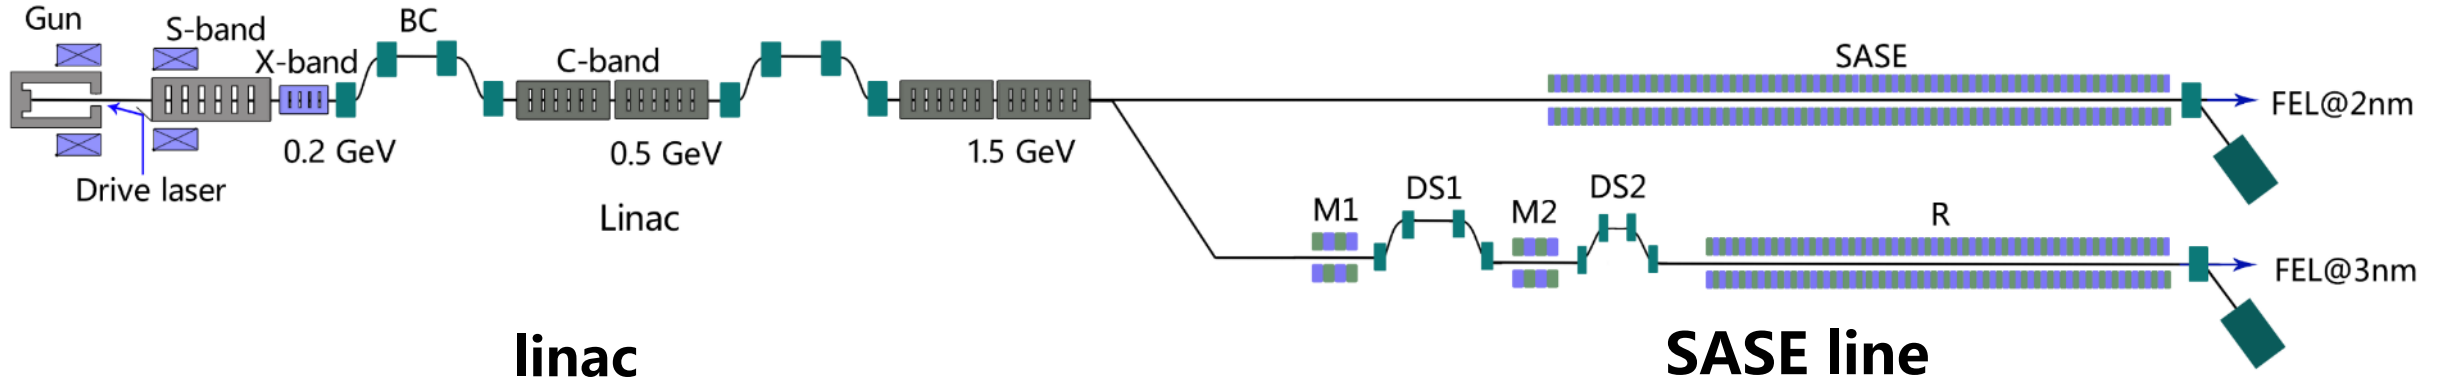 Gun
S-band
X-band
BC
C-band
SASE
FEL@2nm
0.2 GeV
0.5 GeV
1.5 GeV
Drive laser
Linac
M1
DS1
M2
DS2
R
FEL@3nm
linac
SASE line